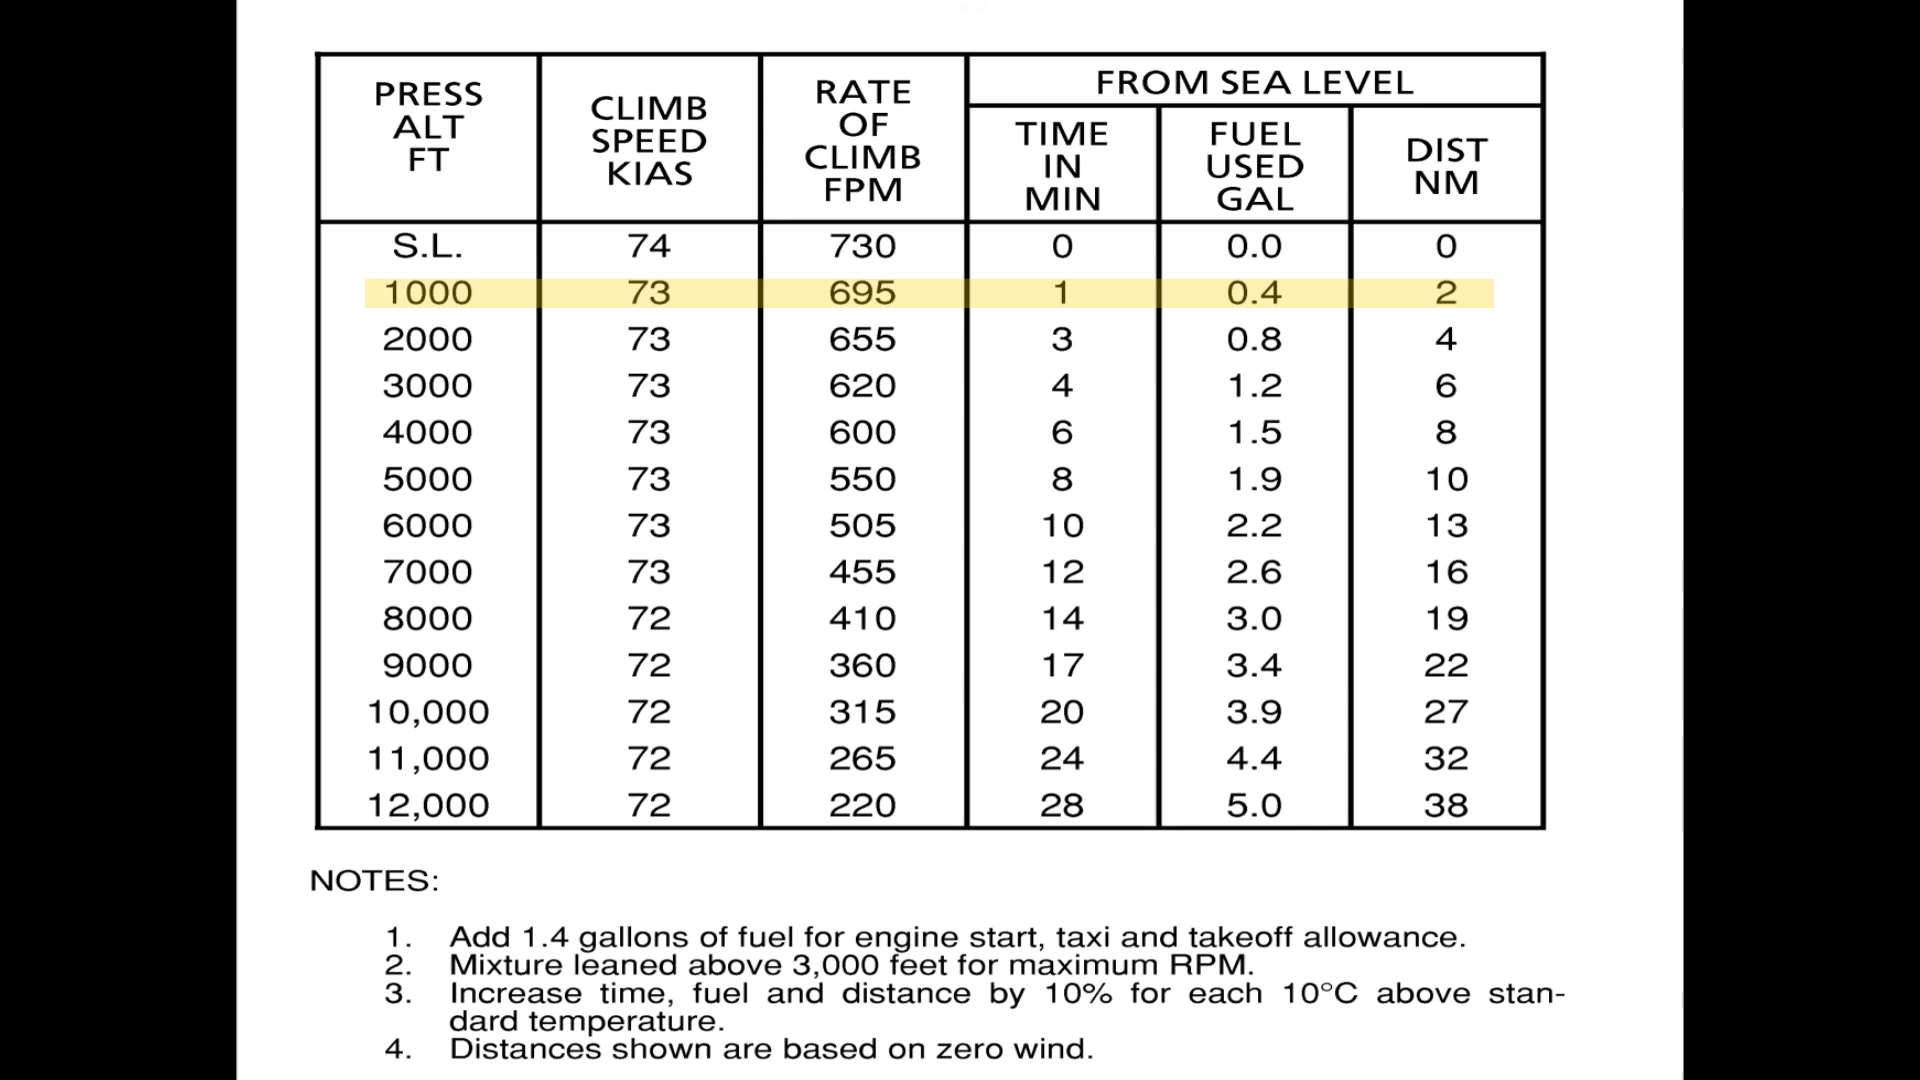 PRESS ALT FT CLIMB SPEED KIAS RATE OF CLIMB FPM FROM SEA LEVEL
TIME IN MIN FUEL USED GAL DIST NM
S.L. 74 730 0 0.0 0
1000 73 695 1 0.4 2
2000 73 655 3 0.8 4
3000 73 620 4 1.2 6
4000 73 600 6 1.5 8
5000 73 550 8 1.9 10
6000 73 505 10 2.2 13
7000 73 455 12 2.6 16
8000 72 410 14 3.0 19
9000 72 360 17 3.4 22
10,000 72 315 20 3.9 27
11,000 72 265 24 4.4 32
12,000 72 220 28 5.0 38
NOTES:
1. Add 1.4 gallons of fuel for engine start, taxi and takeoff allowance.
2. Mixture leaned above 3,000 feet for maximum RPM.
3. Increase time, fuel and distance by 10% for each 10°C above stan-
dard temperature.
4. Distances shown are based on zero wind.